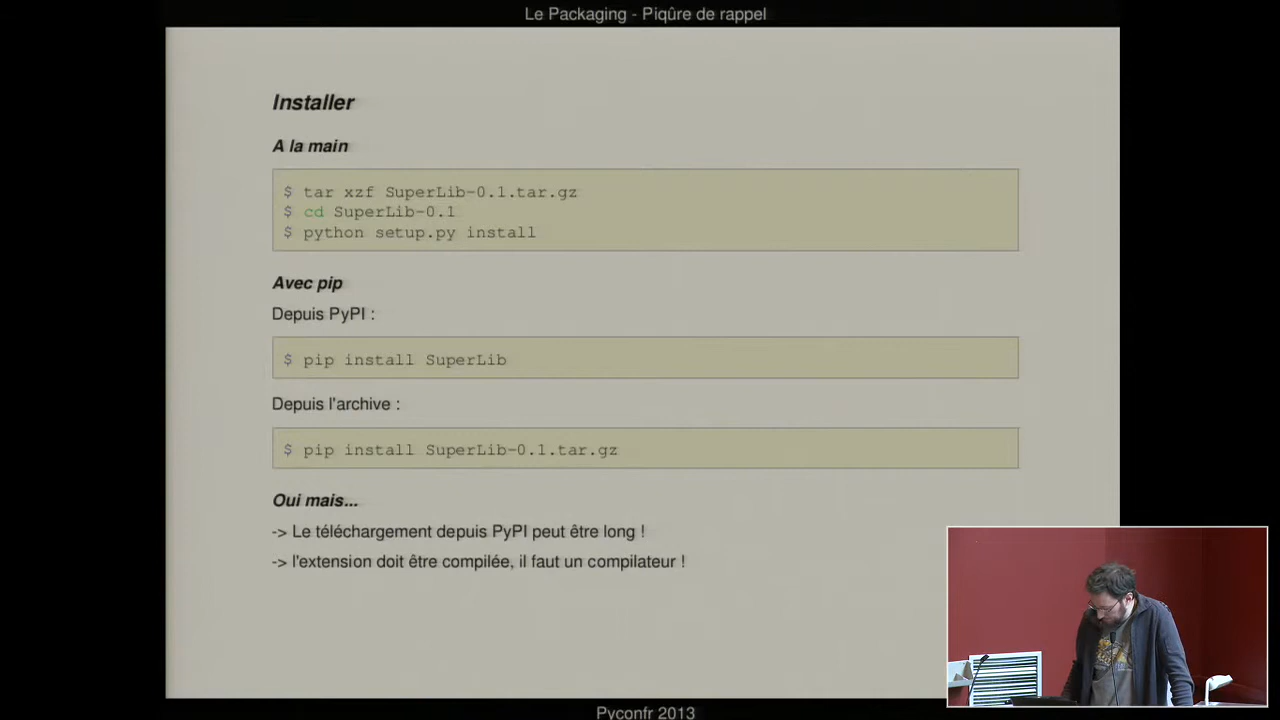 Le Packaging - Piqûre de rappel
Installer
A la main
$ tar xzf SuperLib-0.1.tar.gz
$ cd SuperLib-0.1
$ python setup.py install
Avec pip
Depuis PyPI :
$ pip install SuperLib
Depuis l'archive :
$ pip install SuperLib-0.1.tar.gz
Oui mais...
-> Le téléchargement depuis PyPI peut être long !
-> l'extension doit être compilée, il faut un compilateur !
Pyconfr 2013